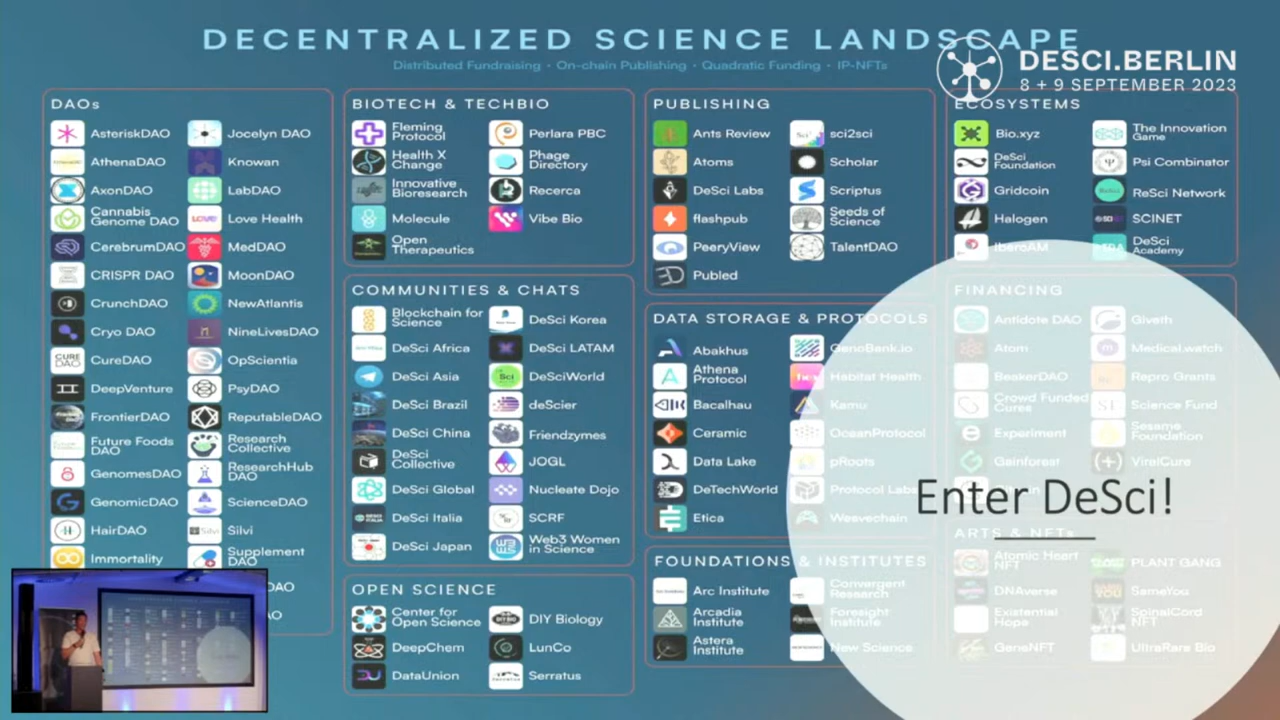 DECENTRALIZED SCIENCE LANDSCAPE
Distributed Fundraising • On-chain Publishing • Quadratic Funding • IP-NFTs
DESCI.BERLIN
8 + 9 SEPTEMBER 2023
DAOs
AsteriskDAO
AthenaDAO
AxonDAO
Cannabis
Genome DAO
CerebrumDAO
CRISPR DAO
CrunchDAO
Cryo DAO
CureDAO
DeepVenture
FrontierDAO
Future Foods
DAO
GenomesDAO
GenomicDAO
HairDAO
Immortality
Jocelyn DAO
Knowan
LabDAO
Love Health
MedDAO
MoonDAO
NewAtlantis
NineLivesDAO
OpScientia
PsyDAO
ReputableDAO
Research
Collective
ResearchHub
DAO
ScienceDAO
Silvi
Supplement
DAO
DAO
BIOTECH & TECHBIO
Fleming
Protocol
Health X
Change
Innovative
Bioresearch
Molecule
Open
Therapeutics
Perlara PBC
Phage
Directory
Recerca
Vibe Bio
COMMUNITIES & CHATS
Blockchain for
Science
DeSci Africa
DeSci Asia
DeSci Brazil
DeSci China
DeSci
Collective
DeSci Global
DeSci Italia
DeSci Japan
DeSci Korea
DeSci LATAM
DeSciWorld
deScier
Friendzymes
JOGL
Nucleate Dojo
SCRF
Web3 Women
in Science
OPEN SCIENCE
Center for
Open Science
DeepChem
DataUnion
DIY Biology
LunCo
Serratus
PUBLISHING
Ants Review
Atoms
DeSci Labs
flashpub
PeeryView
Publed
sci2sci
Scholar
Scriptus
Seeds of
Science
TalentDAO
DATA STORAGE & PROTOCOLS
Abakhus
Athena
Protocol
Bacalhau
Ceramic
Data Lake
DeTechWorld
Etica
GenoBank.io
Habitat Health
Kamu
OceanProtocol
pRoots
Protocol Labs
Weavechain
FOUNDATIONS & INSTITUTES
Arc Institute
Arcadia
Institute
Astera
Institute
Convergent
Research
Foresight
Institute
New Science
ECOSYSTEMS
Bio.xyz
DeSci
Foundation
Gridcoin
Halogen
IberoAM
The Innovation
Game
Psi Combinator
ReSci Network
SCINET
DeSci
Academy
FINANCING
Antidote DAO
Atom
BeakerDAO
Crowd Funded
Cures
Experiment
Gainforest
Giveth
Medical.watch
Repro Grants
Science Fund
Sesame
Foundation
ViralCure
Enter DeSci!
ARTS & NFTs
Atomic Heart
NFT
DNAverse
Existential
Hope
GeneNFT
PLANT GANG
SameYou
SpinalCord
NFT
UltraRare Bio